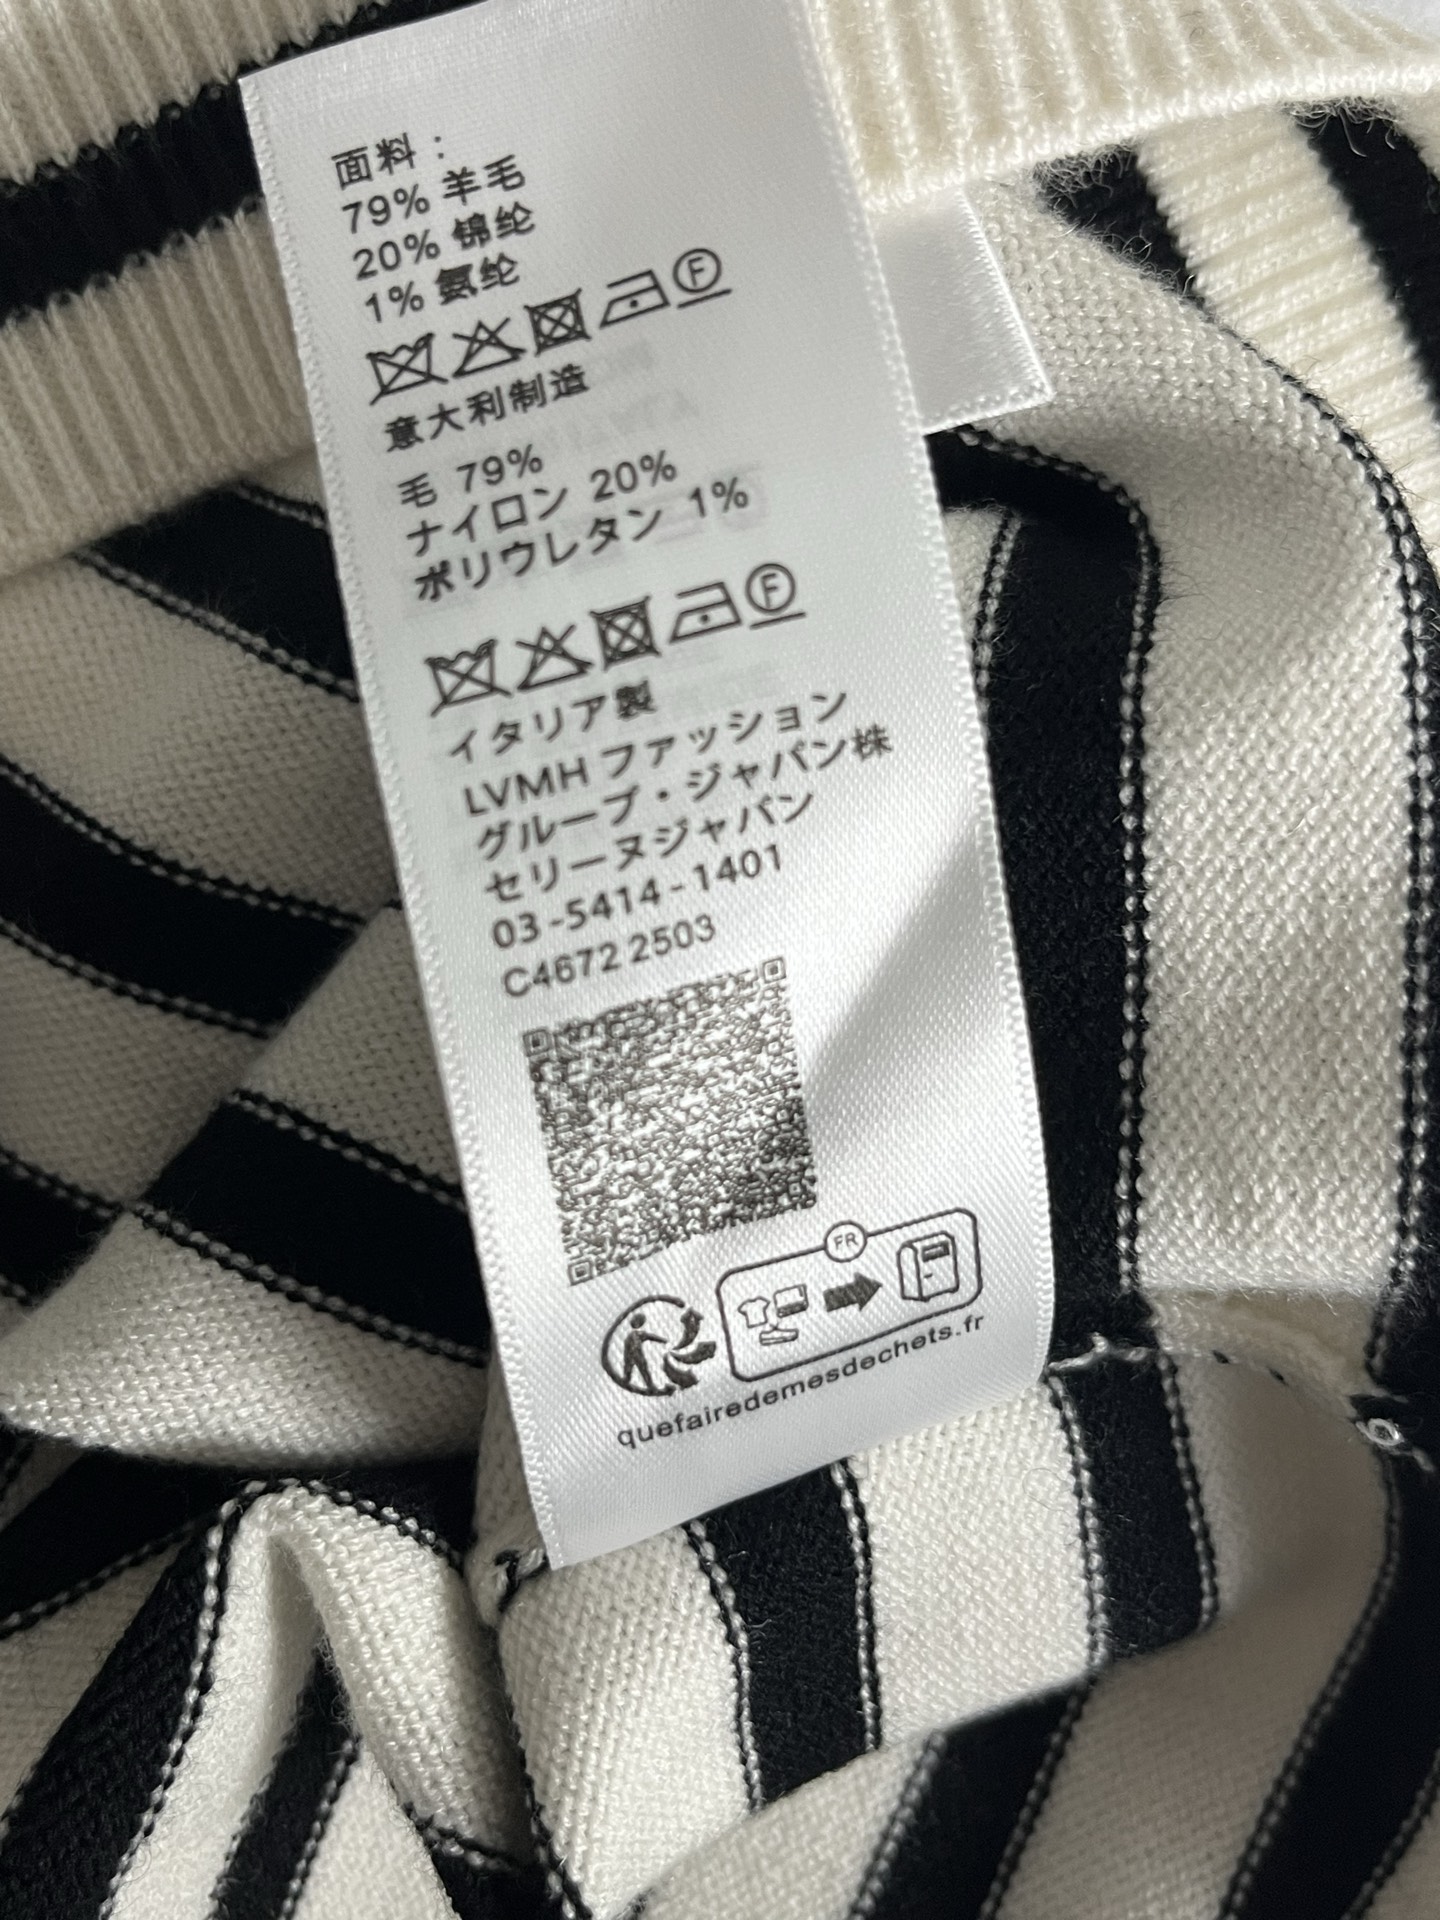 面料：
79% 羊毛
20% 锦纶
1% 氨纶
F
意大利制造
毛 79%
ナイロン 20%
ポリウレタン 1%
F
イタリア製
LVMH ファッション
グループ・ジャパン株
セリーヌジャパン
03-5414-1401
C4672 2503
FR
quefairedemesdechets.fr